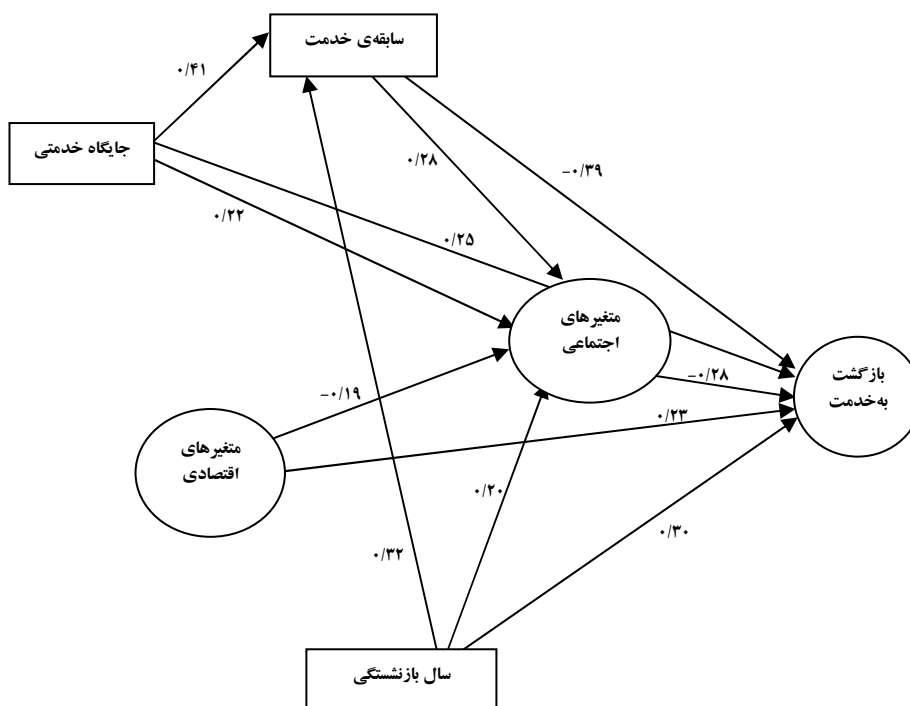 سابقه‌ی خدمت
۰/۴۱
جایگاه خدمتی
۰/۲۸
-۰/۳۹
۰/۲۲
۰/۲۵
متغیرهای
اجتماعی
بازگشت
به‌خدمت
-۰/۲۸
-۰/۱۹
۰/۲۳
متغیرهای
اقتصادی
۰/۲۰
۰/۳۰
۰/۳۲
سال بازنشستگی